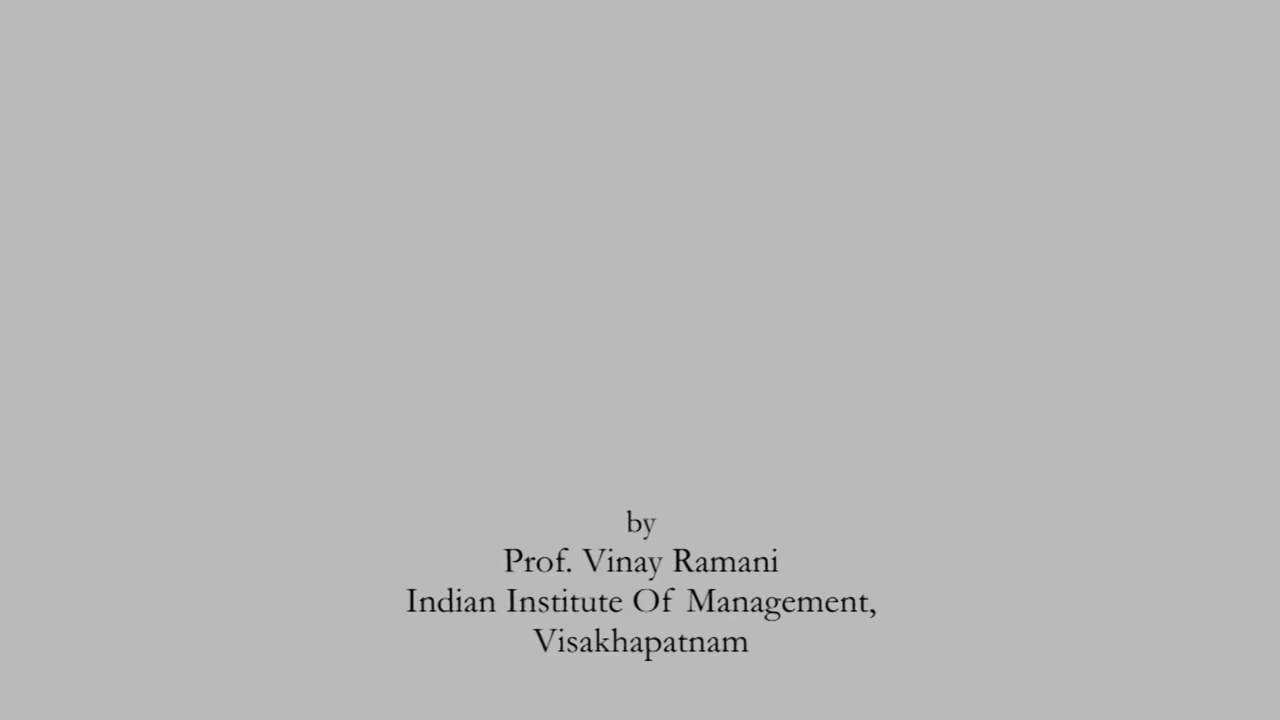 by
Prof. Vinay Ramani
Indian Institute Of Management,
Visakhapatnam